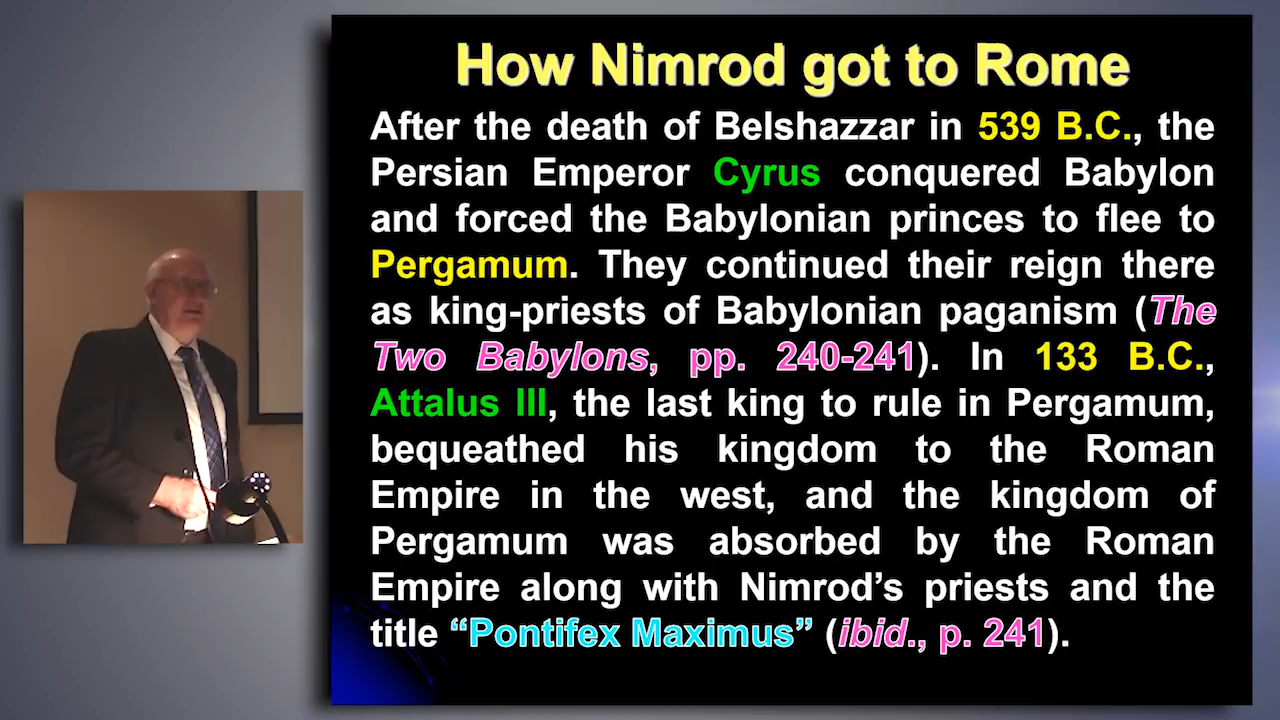 How Nimrod got to Rome
After the death of Belshazzar in 539 B.C., the
Persian Emperor Cyrus conquered Babylon
and forced the Babylonian princes to flee to
Pergamum. They continued their reign there
as king-priests of Babylonian paganism (The
Two Babylons, pp. 240-241). In 133 B.C.,
Attalus III, the last king to rule in Pergamum,
bequeathed his kingdom to the Roman
Empire in the west, and the kingdom of
Pergamum was absorbed by the Roman
Empire along with Nimrod’s priests and the
title “Pontifex Maximus” (ibid., p. 241).